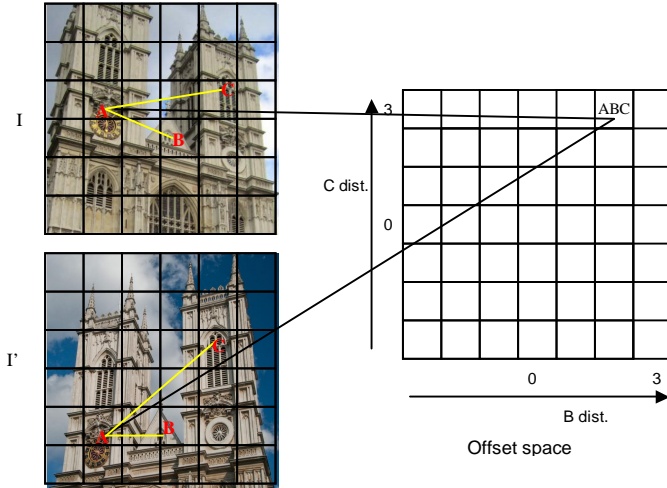 I
A
B
C
I’
A
B
C
ABC
3
C dist.
0
0 3
B dist.
Offset space